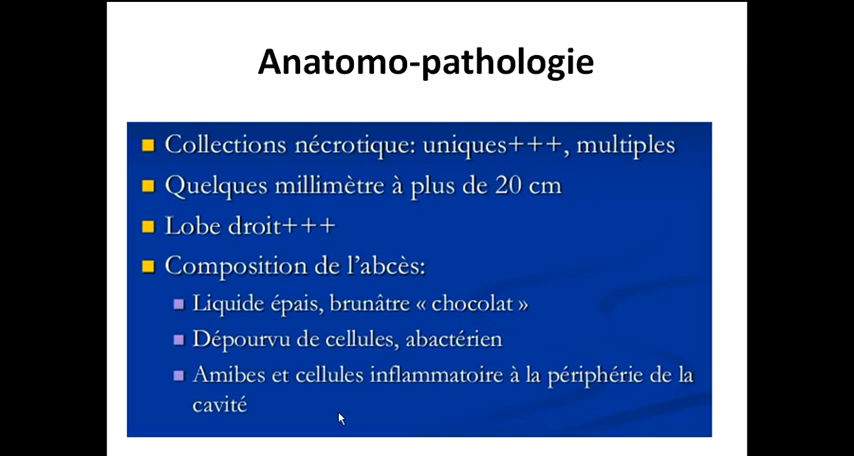 Anatomo-pathologie
Collections nécrotique: uniques+++, multiples
Quelques millimètre à plus de 20 cm
Lobe droit+++
Composition de l'abcès:
Liquide épais, brunâtre « chocolat »
Dépourvu de cellules, abactérien
Amibes et cellules inflammatoire à la périphérie de la
cavité